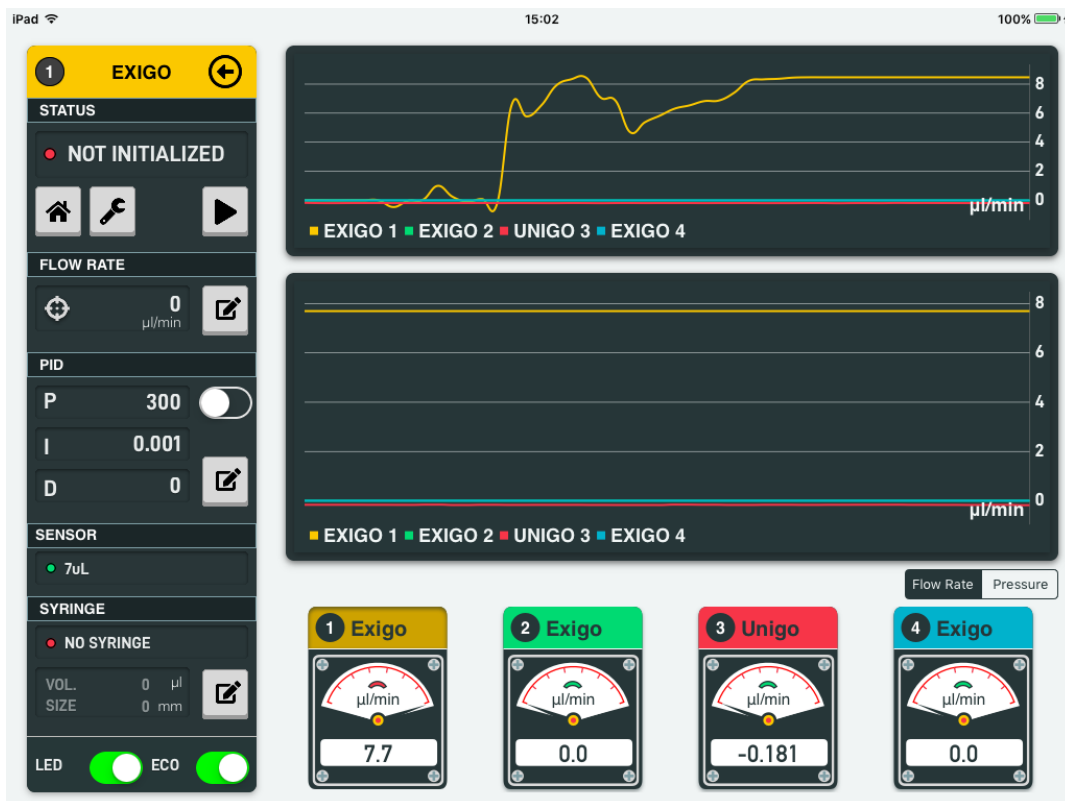 iPad 15:02 100%
1 EXIGO
STATUS
NOT INITIALIZED
FLOW RATE
0
µl/min
PID
P 300
I 0.001
D 0
SENSOR
7uL
SYRINGE
NO SYRINGE
VOL. 0 µl
SIZE 0 mm
LED ECO
8
6
4
2
0
µl/min
EXIGO 1 EXIGO 2 UNIGO 3 EXIGO 4
8
6
4
2
0
µl/min
EXIGO 1 EXIGO 2 UNIGO 3 EXIGO 4
Flow Rate Pressure
1 Exigo
µl/min
7.7
2 Exigo
µl/min
0.0
3 Unigo
µl/min
-0.181
4 Exigo
µl/min
0.0